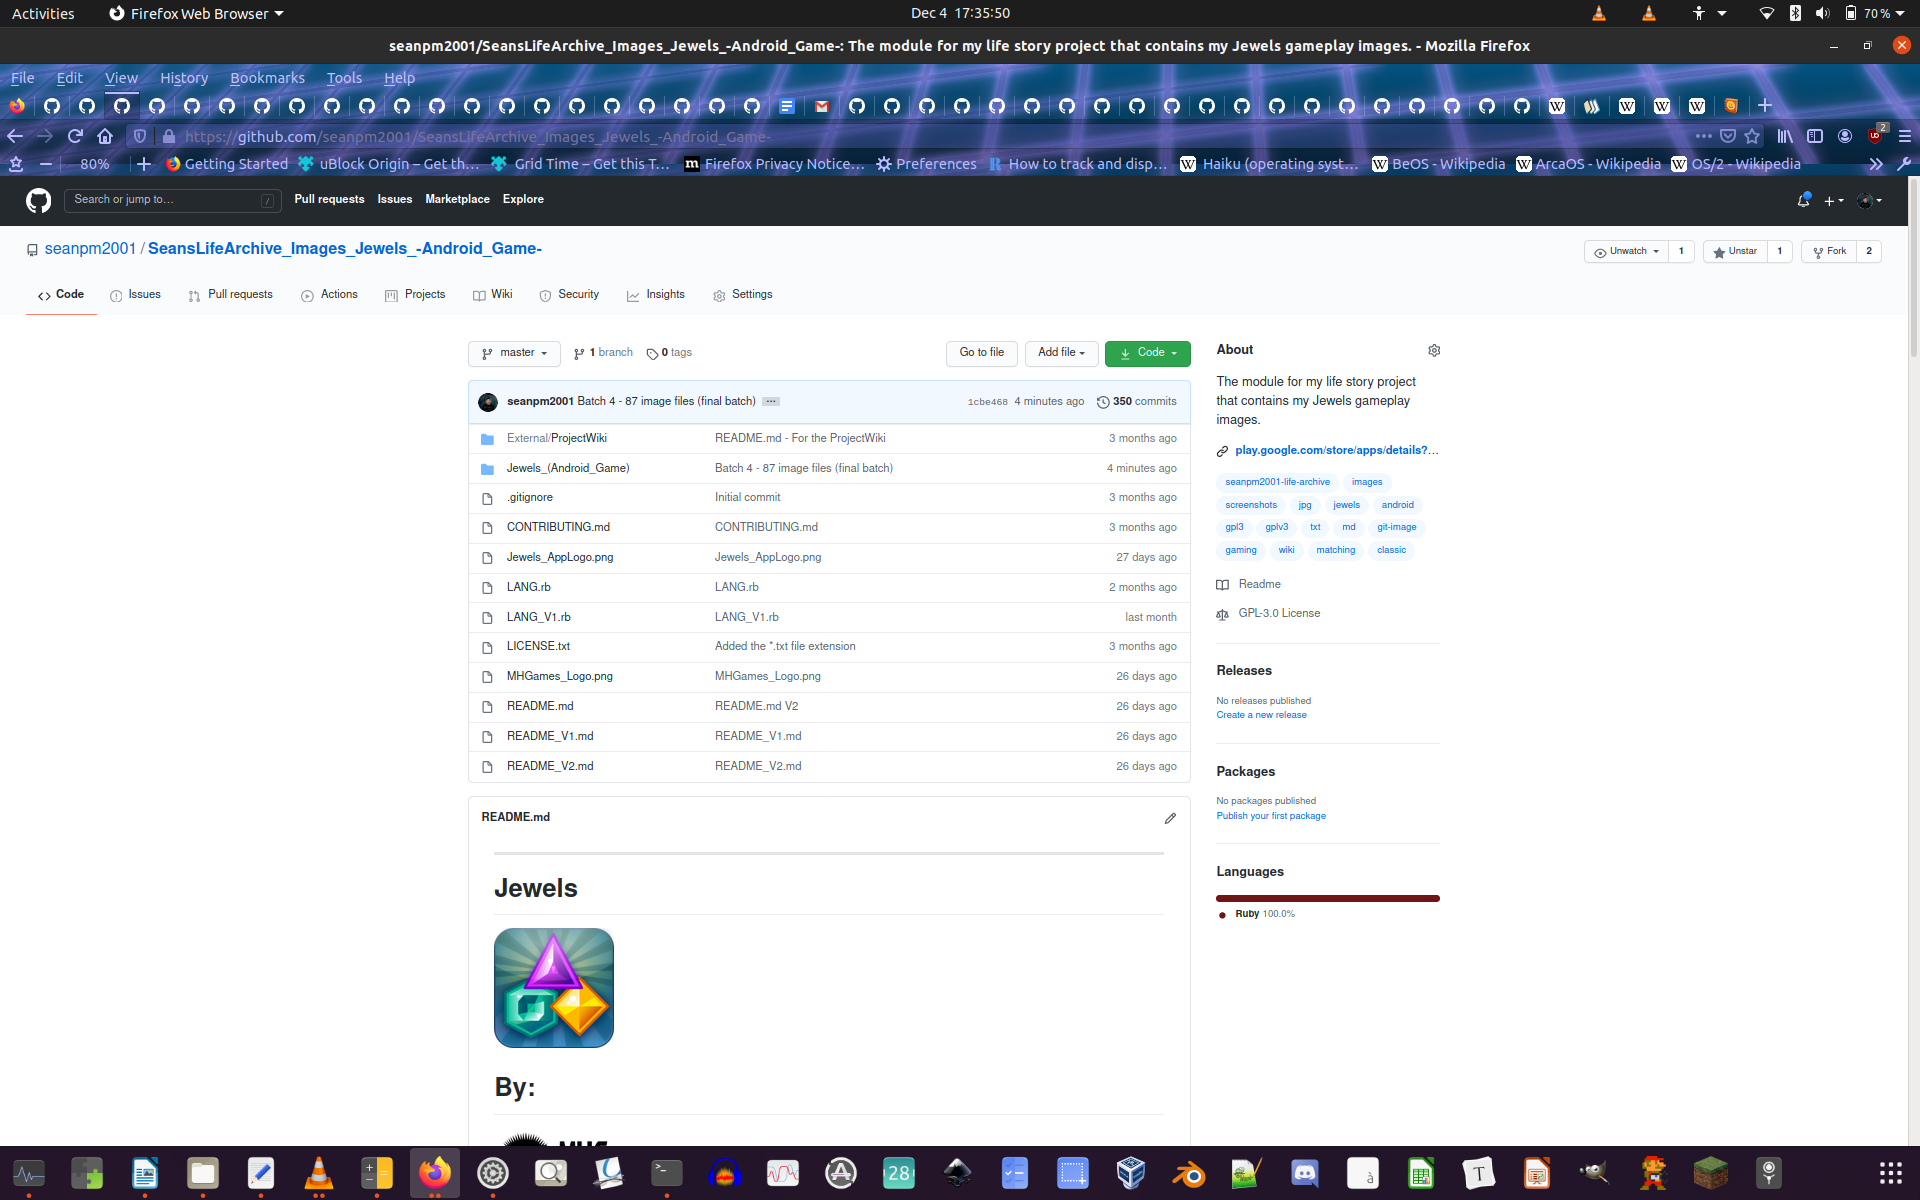 Activities Firefox Web Browser Dec 4 17:35:50 70 %
seanpm2001/SeansLifeArchive_Images_Jewels_-Android_Game-: The module for my life story project that contains my Jewels gameplay images. - Mozilla Firefox
File Edit View History Bookmarks Tools Help
https://github.com/seanpm2001/SeansLifeArchive_Images_Jewels_-Android_Game- 2
80% Getting Started uBlock Origin – Get th… Grid Time – Get this T… Firefox Privacy Notice… Preferences How to track and disp… Haiku (operating syst… BeOS - Wikipedia ArcaOS - Wikipedia OS/2 - Wikipedia
Search or jump to… / Pull requests Issues Marketplace Explore
seanpm2001 / SeansLifeArchive_Images_Jewels_-Android_Game- Unwatch 1 Unstar 1 Fork 2
Code Issues Pull requests Actions Projects Wiki Security Insights Settings
master 1 branch 0 tags Go to file Add file Code
seanpm2001 Batch 4 - 87 image files (final batch) ... 1cbe468 4 minutes ago 350 commits
External/ProjectWiki README.md - For the ProjectWiki 3 months ago
Jewels_(Android_Game) Batch 4 - 87 image files (final batch) 4 minutes ago
.gitignore Initial commit 3 months ago
CONTRIBUTING.md CONTRIBUTING.md 3 months ago
Jewels_AppLogo.png Jewels_AppLogo.png 27 days ago
LANG.rb LANG.rb 2 months ago
LANG_V1.rb LANG_V1.rb last month
LICENSE.txt Added the *.txt file extension 3 months ago
MHGames_Logo.png MHGames_Logo.png 26 days ago
README.md README.md V2 26 days ago
README_V1.md README_V1.md 26 days ago
README_V2.md README_V2.md 26 days ago
README.md
Jewels
By:
About
The module for my life story project
that contains my Jewels gameplay
images.
play.google.com/store/apps/details?...
seanpm2001-life-archive images
screenshots jpg jewels android
gpl3 gplv3 txt md git-image
gaming wiki matching classic
Readme
GPL-3.0 License
Releases
No releases published
Create a new release
Packages
No packages published
Publish your first package
Languages
Ruby 100.0%
28